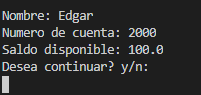 Nombre: Edgar
Numero de cuenta: 2000
Saldo disponible: 100.0
Desea continuar? y/n: